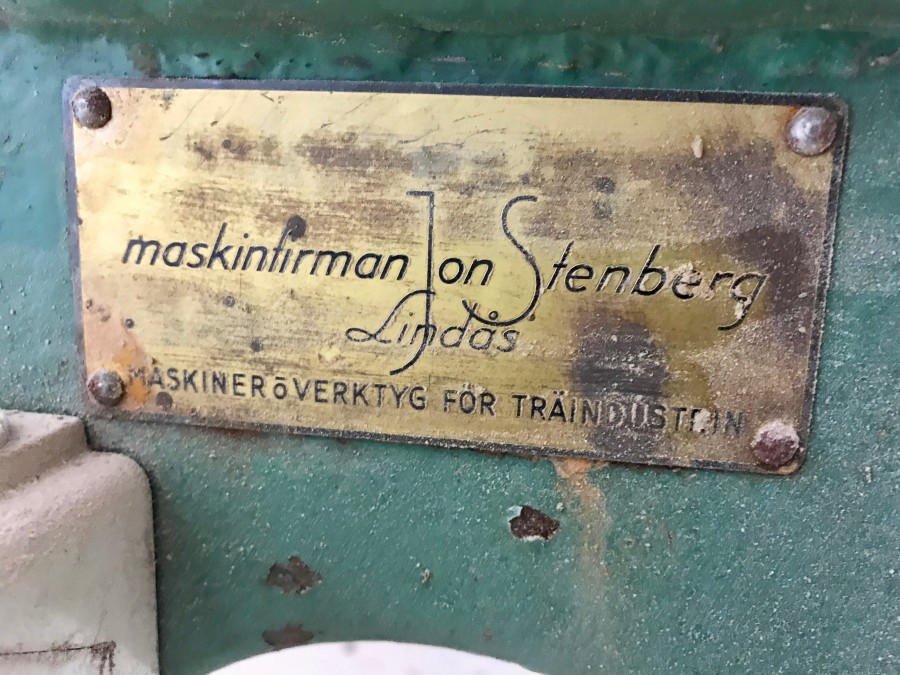 maskinfirman Jon Stenberg
Lindås
MASKINER ō VERKTYG FÖR TRÄINDUSTRIN